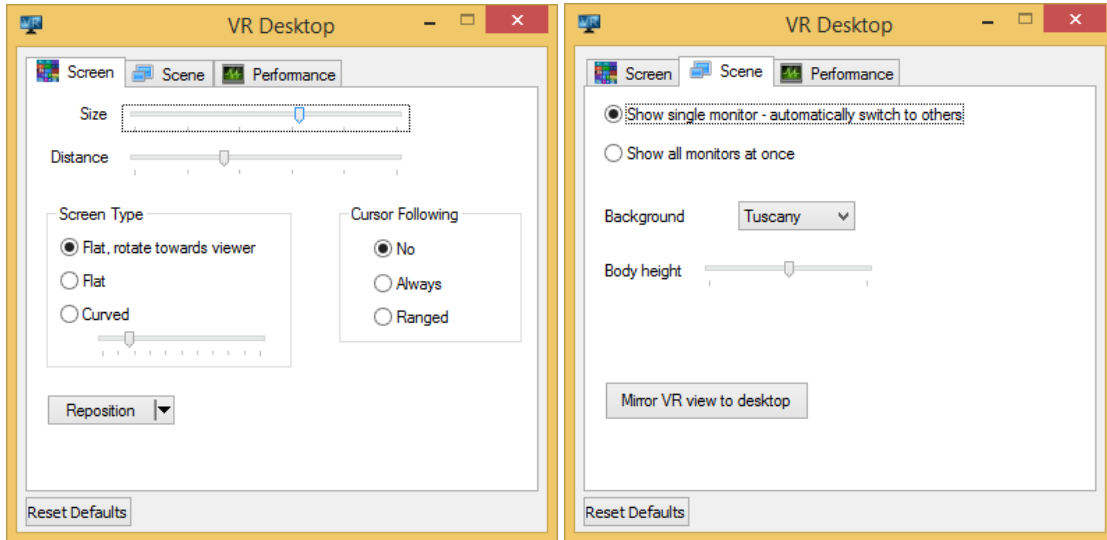 VR Desktop
Screen Scene Performance
Size
Distance
Screen Type
Flat, rotate towards viewer
Flat
Curved
Cursor Following
No
Always
Ranged
Reposition
Reset Defaults
VR Desktop
Screen Scene Performance
Show single monitor - automatically switch to others
Show all monitors at once
Background Tuscany
Body height
Mirror VR view to desktop
Reset Defaults